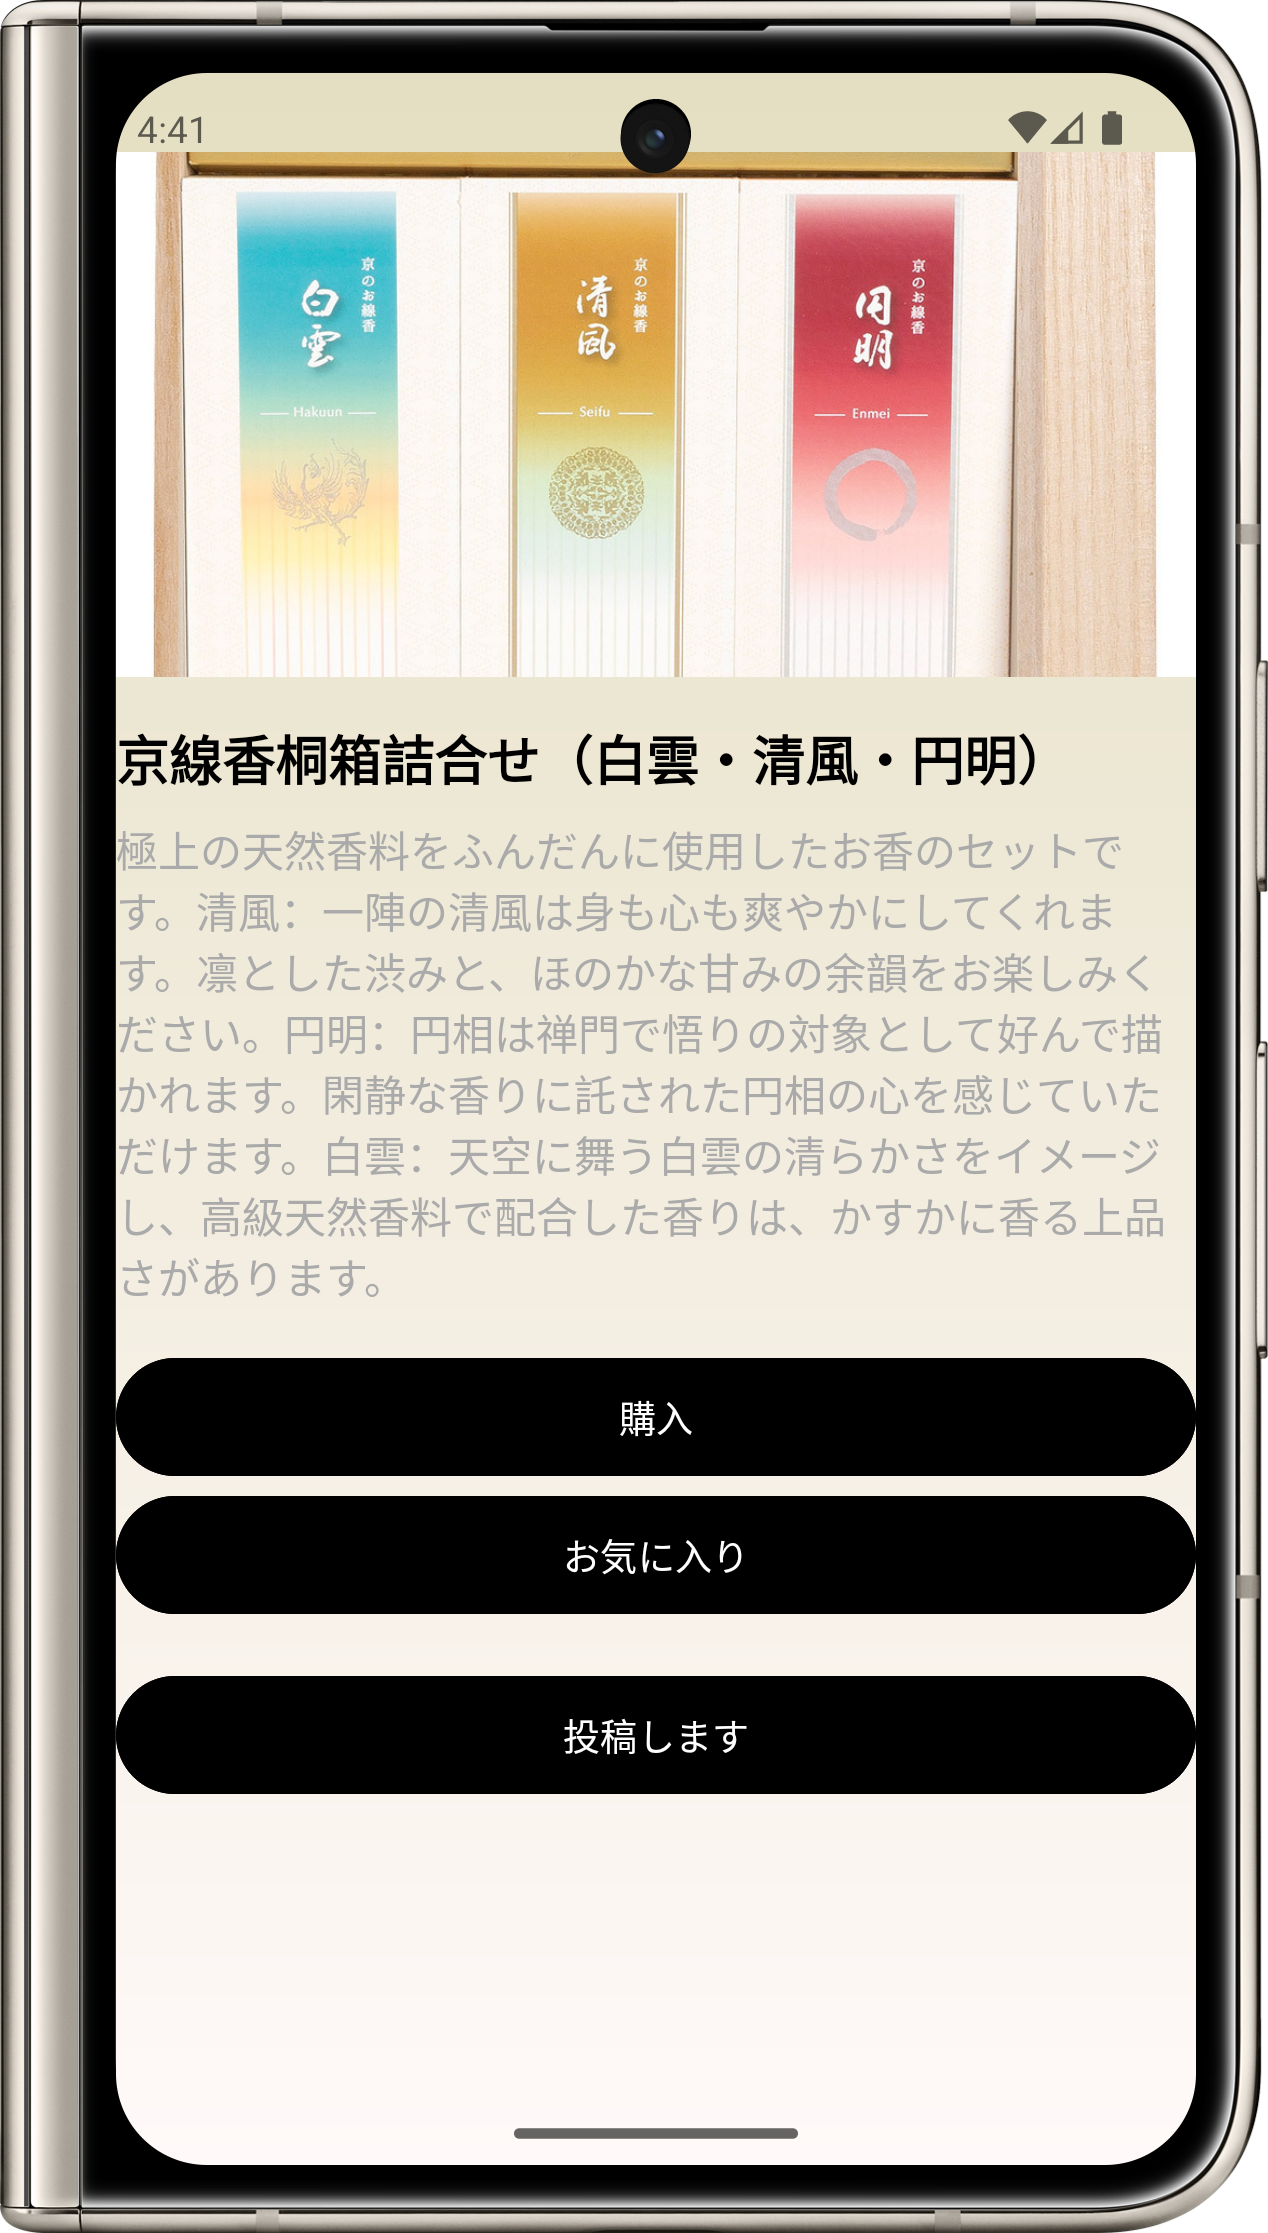 4:41
京のお線香
白雲
Hakuun
京のお線香
清風
Seifu
京のお線香
円明
Enmei
京線香桐箱詰合せ（白雲・清風・円明）
極上の天然香料をふんだんに使用したお香のセットで
す。清風：一陣の清風は身も心も爽やかにしてくれま
す。凛とした渋みと、ほのかな甘みの余韻をお楽しみく
ださい。円明：円相は禅門で悟りの対象として好んで描
かれます。閑静な香りに託された円相の心を感じていた
だけます。白雲：天空に舞う白雲の清らかさをイメージ
し、高級天然香料で配合した香りは、かすかに香る上品
さがあります。
購入
お気に入り
投稿します